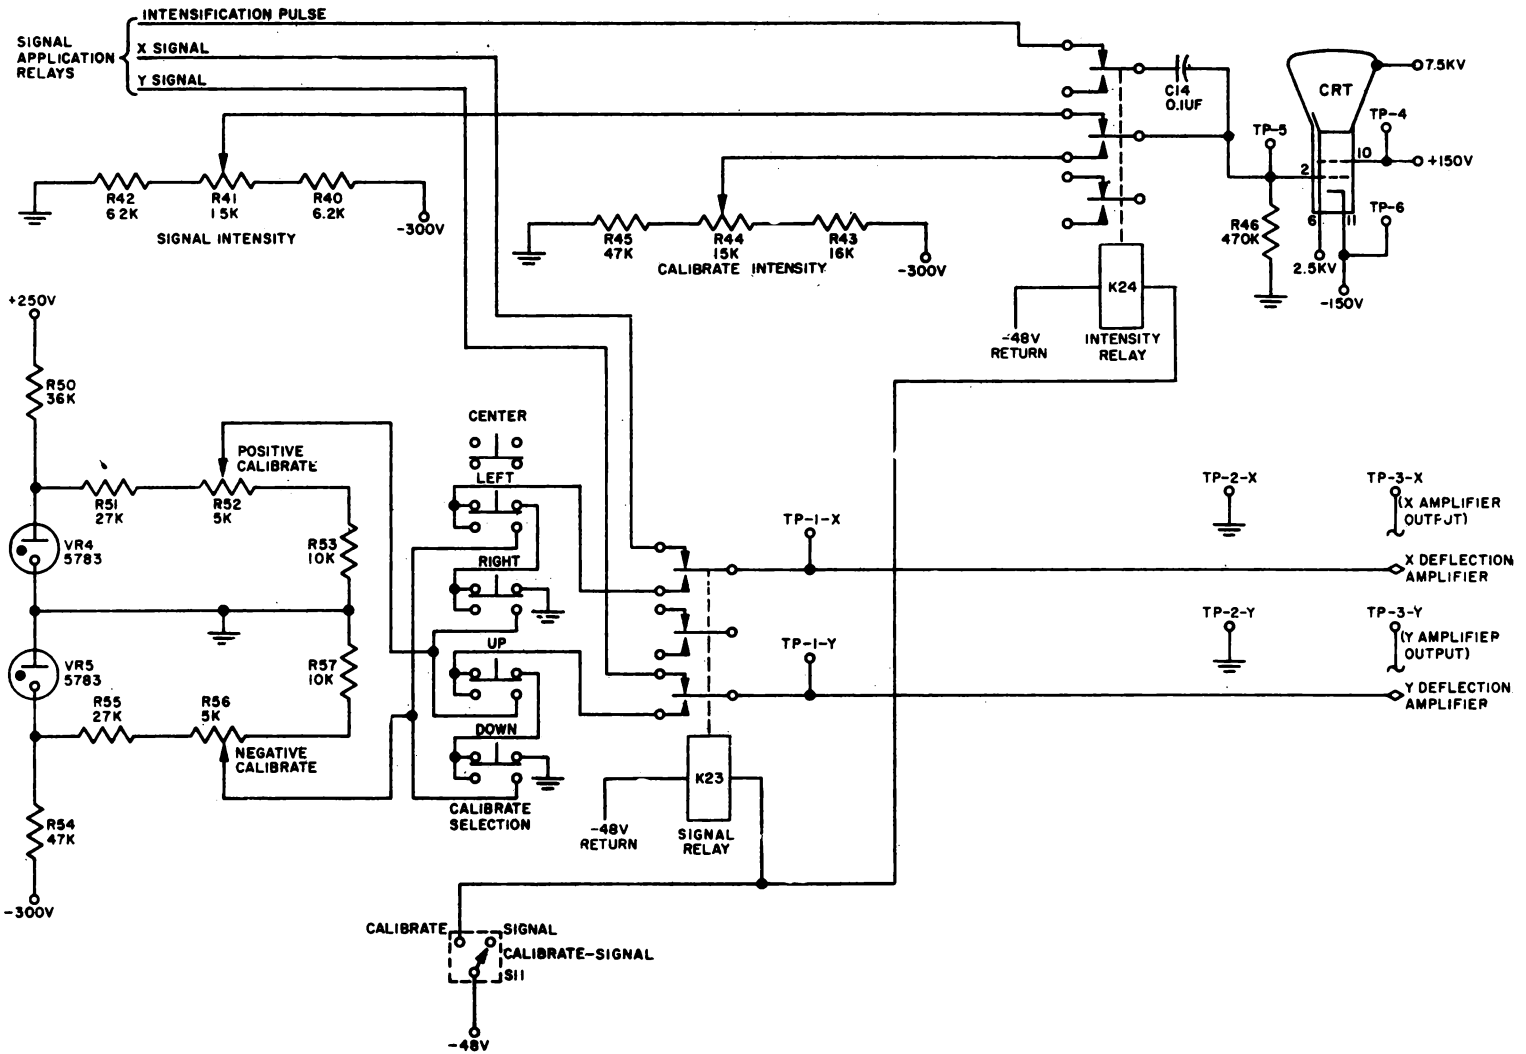 INTENSIFICATION PULSE
SIGNAL
APPLICATION
RELAYS
X SIGNAL
Y SIGNAL
C14
0.1UF
CRT
7.5KV
TP-4
TP-5
10
+150V
2
TP-6
6
11
R46
470K
2.5KV
-150V
R42
62K
R41
15K
R40
6.2K
-300V
SIGNAL INTENSITY
R45
47K
R44
15K
R43
16K
-300V
CALIBRATE INTENSITY
K24
-48V
RETURN
INTENSITY
RELAY
+250V
R50
36K
POSITIVE
CALIBRATE
R51
27K
R52
5K
VR4
5783
R53
10K
VR5
5783
R57
10K
R55
27K
R56
5K
NEGATIVE
CALIBRATE
R54
47K
-300V
CENTER
LEFT
RIGHT
UP
DOWN
CALIBRATE
SELECTION
TP-1-X
TP-2-X
TP-3-X
(X AMPLIFIER
OUTPUT)
X DEFLECTION
AMPLIFIER
TP-1-Y
TP-2-Y
TP-3-Y
(Y AMPLIFIER
OUTPUT)
Y DEFLECTION
AMPLIFIER
K23
-48V
RETURN
SIGNAL
RELAY
CALIBRATE
SIGNAL
CALIBRATE-SIGNAL
S11
-48V